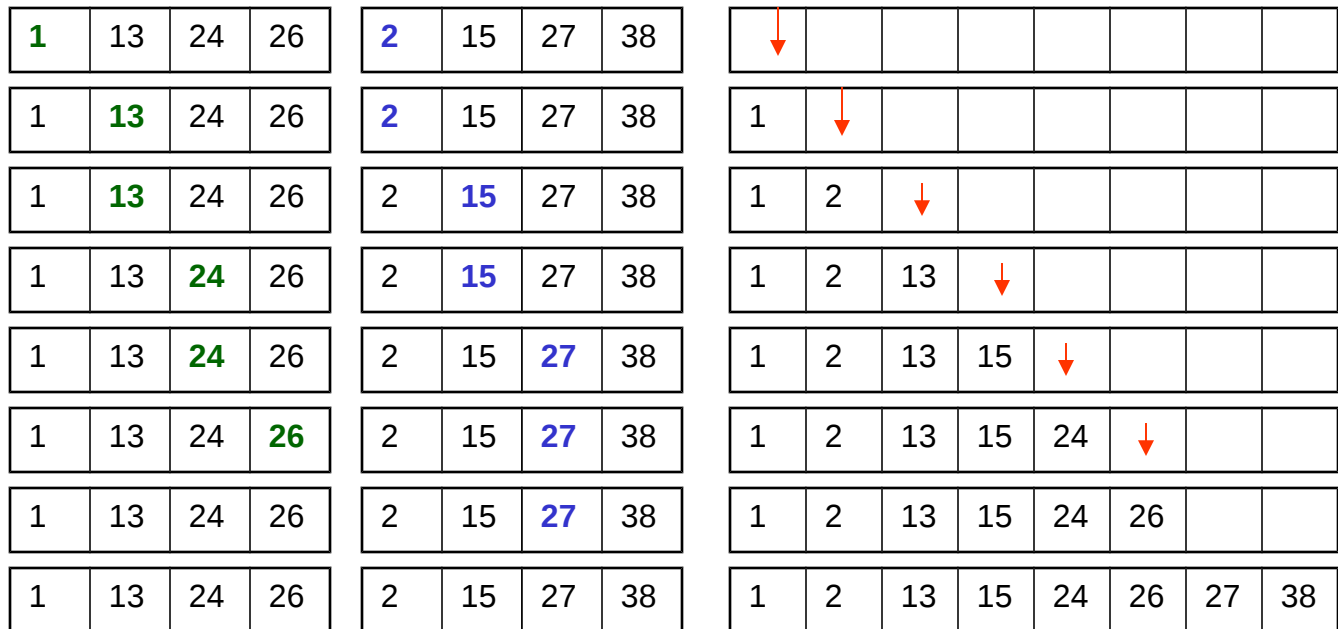 1 13 24 26 2 15 27 38
1 13 24 26 2 15 27 38 1
1 13 24 26 2 15 27 38 1 2
1 13 24 26 2 15 27 38 1 2 13
1 13 24 26 2 15 27 38 1 2 13 15
1 13 24 26 2 15 27 38 1 2 13 15 24
1 13 24 26 2 15 27 38 1 2 13 15 24 26
1 13 24 26 2 15 27 38 1 2 13 15 24 26 27 38